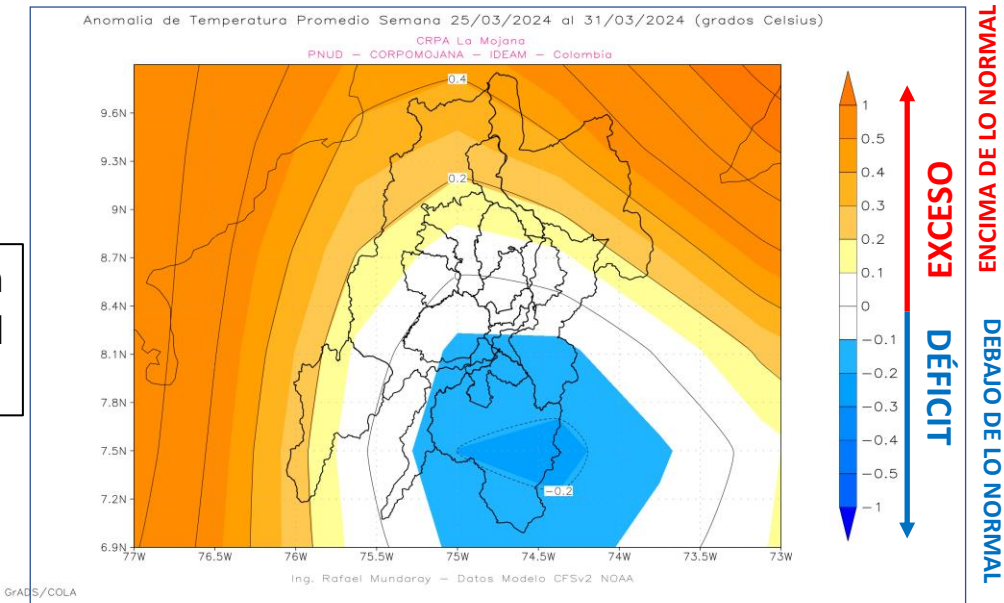 Anomalia de Temperatura Promedio Semana 25/03/2024 al 31/03/2024 (grados Celsius)
CRPA La Mojana
PNUD – CORPOMOJANA – IDEAM – Colombia
9.6N
9.3N
9N
8.7N
8.4N
8.1N
7.8N
7.5N
7.2N
6.9N
0.4
0.2
−0.2
77W
76.5W
76W
75.5W
75W
74.5W
74W
73.5W
73W
Ing. Rafael Mundaray – Datos Modelo CFSv2 NOAA
GrADS/COLA
1
0.5
0.4
0.3
0.2
0.1
0
−0.1
−0.2
−0.3
−0.4
−0.5
−1
EXCESO
DÉFICIT
ENCIMA DE LO NORMAL
DEBAJO DE LO NORMAL